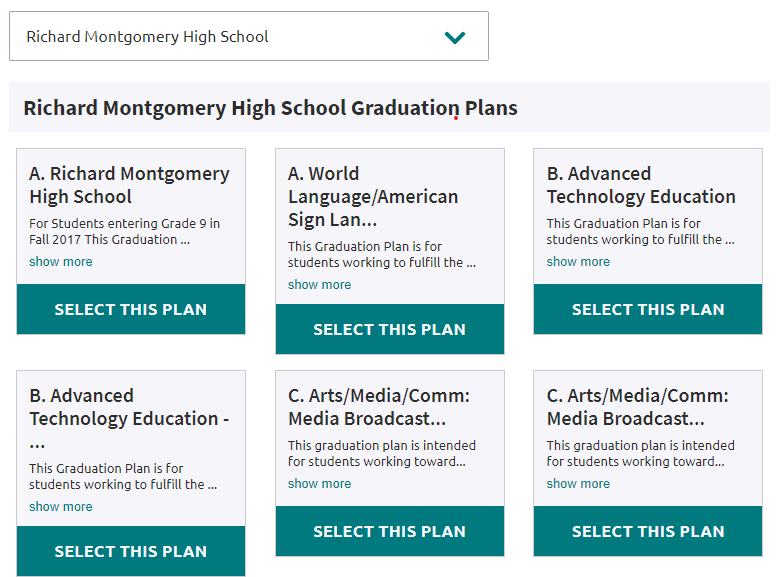 Richard Montgomery High School
Richard Montgomery High School Graduation Plans
A. Richard Montgomery
High School
For Students entering Grade 9 in
Fall 2017 This Graduation ...
show more
SELECT THIS PLAN
A. World
Language/American
Sign Lan...
This Graduation Plan is for
students working to fulfill the ...
show more
SELECT THIS PLAN
B. Advanced
Technology Education
This Graduation Plan is for
students working to fulfill the ...
show more
SELECT THIS PLAN
B. Advanced
Technology Education -
...
This Graduation Plan is for
students working to fulfill the ...
show more
SELECT THIS PLAN
C. Arts/Media/Comm:
Media Broadcast...
This graduation plan is intended
for students working toward...
show more
SELECT THIS PLAN
C. Arts/Media/Comm:
Media Broadcast...
This graduation plan is intended
for students working toward...
show more
SELECT THIS PLAN